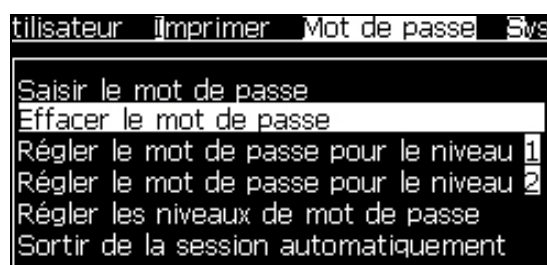 tilisateur Imprimer Mot de passe Sys
Saisir le mot de passe
Effacer le mot de passe
Régler le mot de passe pour le niveau 1
Régler le mot de passe pour le niveau 2
Régler les niveaux de mot de passe
Sortir de la session automatiquement